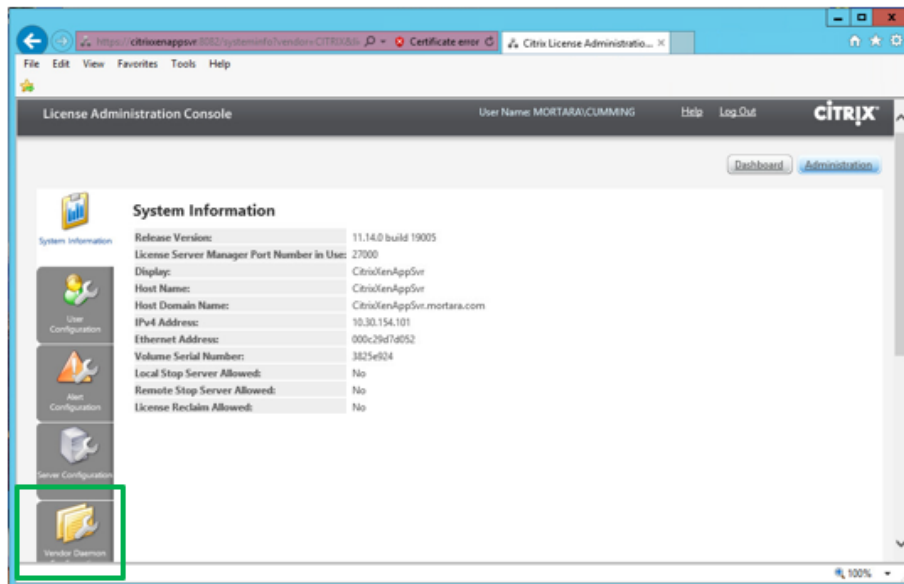 https://citrixxenappsvr:8082/systeminfo?vendor=CITRIX&li Certificate error Citrix License Administratio...
File Edit View Favorites Tools Help
License Administration Console User Name: MORTARA\CUMMING Help Log Out CITRIX
Dashboard Administration
System Information
System Information
Release Version: 11.14.0 build 19005
License Server Manager Port Number in Use: 27000
Display: CitrixXenAppSvr
Host Name: CitrixXenAppSvr
Host Domain Name: CitrixXenAppSvr.mortara.com
IPv4 Address: 10.30.154.101
Ethernet Address: 000c29d7d052
Volume Serial Number: 3825e924
Local Stop Server Allowed: No
Remote Stop Server Allowed: No
License Reclaim Allowed: No
User
Configuration
Alert
Configuration
Server Configuration
Vendor Daemon
100%